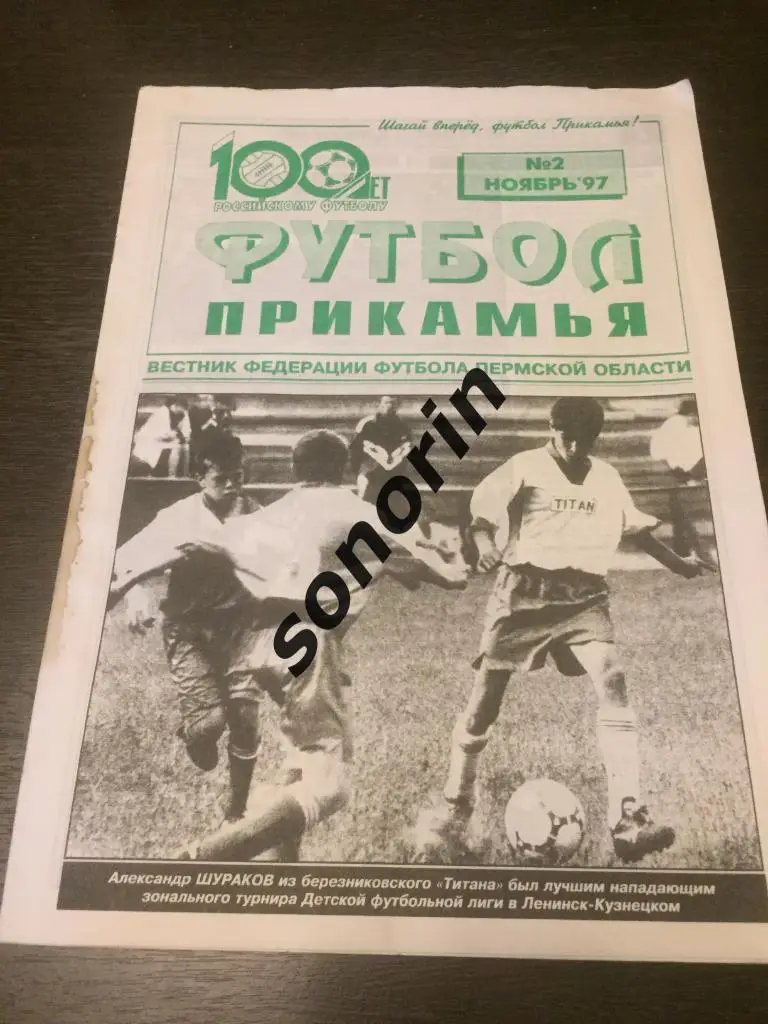 Шагай вперёд, футбол Прикамья!
100 ЛЕТ
РОССИЙСКОМУ ФУТБОЛУ
№2
НОЯБРЬ'97
ФУТБОЛ
ПРИКАМЬЯ
ВЕСТНИК ФЕДЕРАЦИИ ФУТБОЛА ПЕРМСКОЙ ОБЛАСТИ
TITAN
sonorin
Александр ШУРАКОВ из березниковского «Титана» был лучшим нападающим
зонального турнира Детской футбольной лиги в Ленинск-Кузнецком